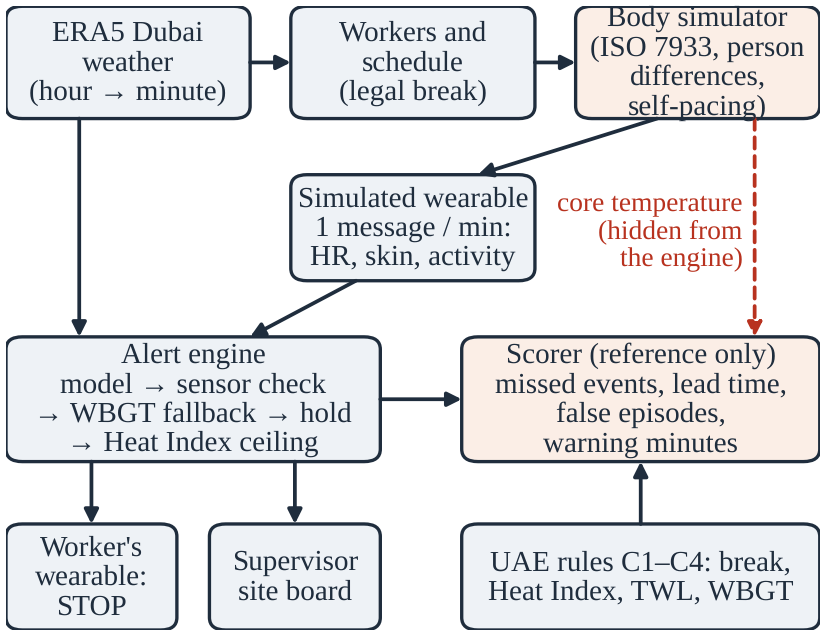 ERA5 Dubai
weather
(hour → minute)
Workers and
schedule
(legal break)
Body simulator
(ISO 7933, person
differences,
self-pacing)
Simulated wearable
1 message / min:
HR, skin, activity
core temperature
(hidden from
the engine)
Alert engine
model → sensor check
→ WBGT fallback → hold
→ Heat Index ceiling
Scorer (reference only)
missed events, lead time,
false episodes,
warning minutes
Worker's
wearable:
STOP
Supervisor
site board
UAE rules C1–C4: break,
Heat Index, TWL, WBGT